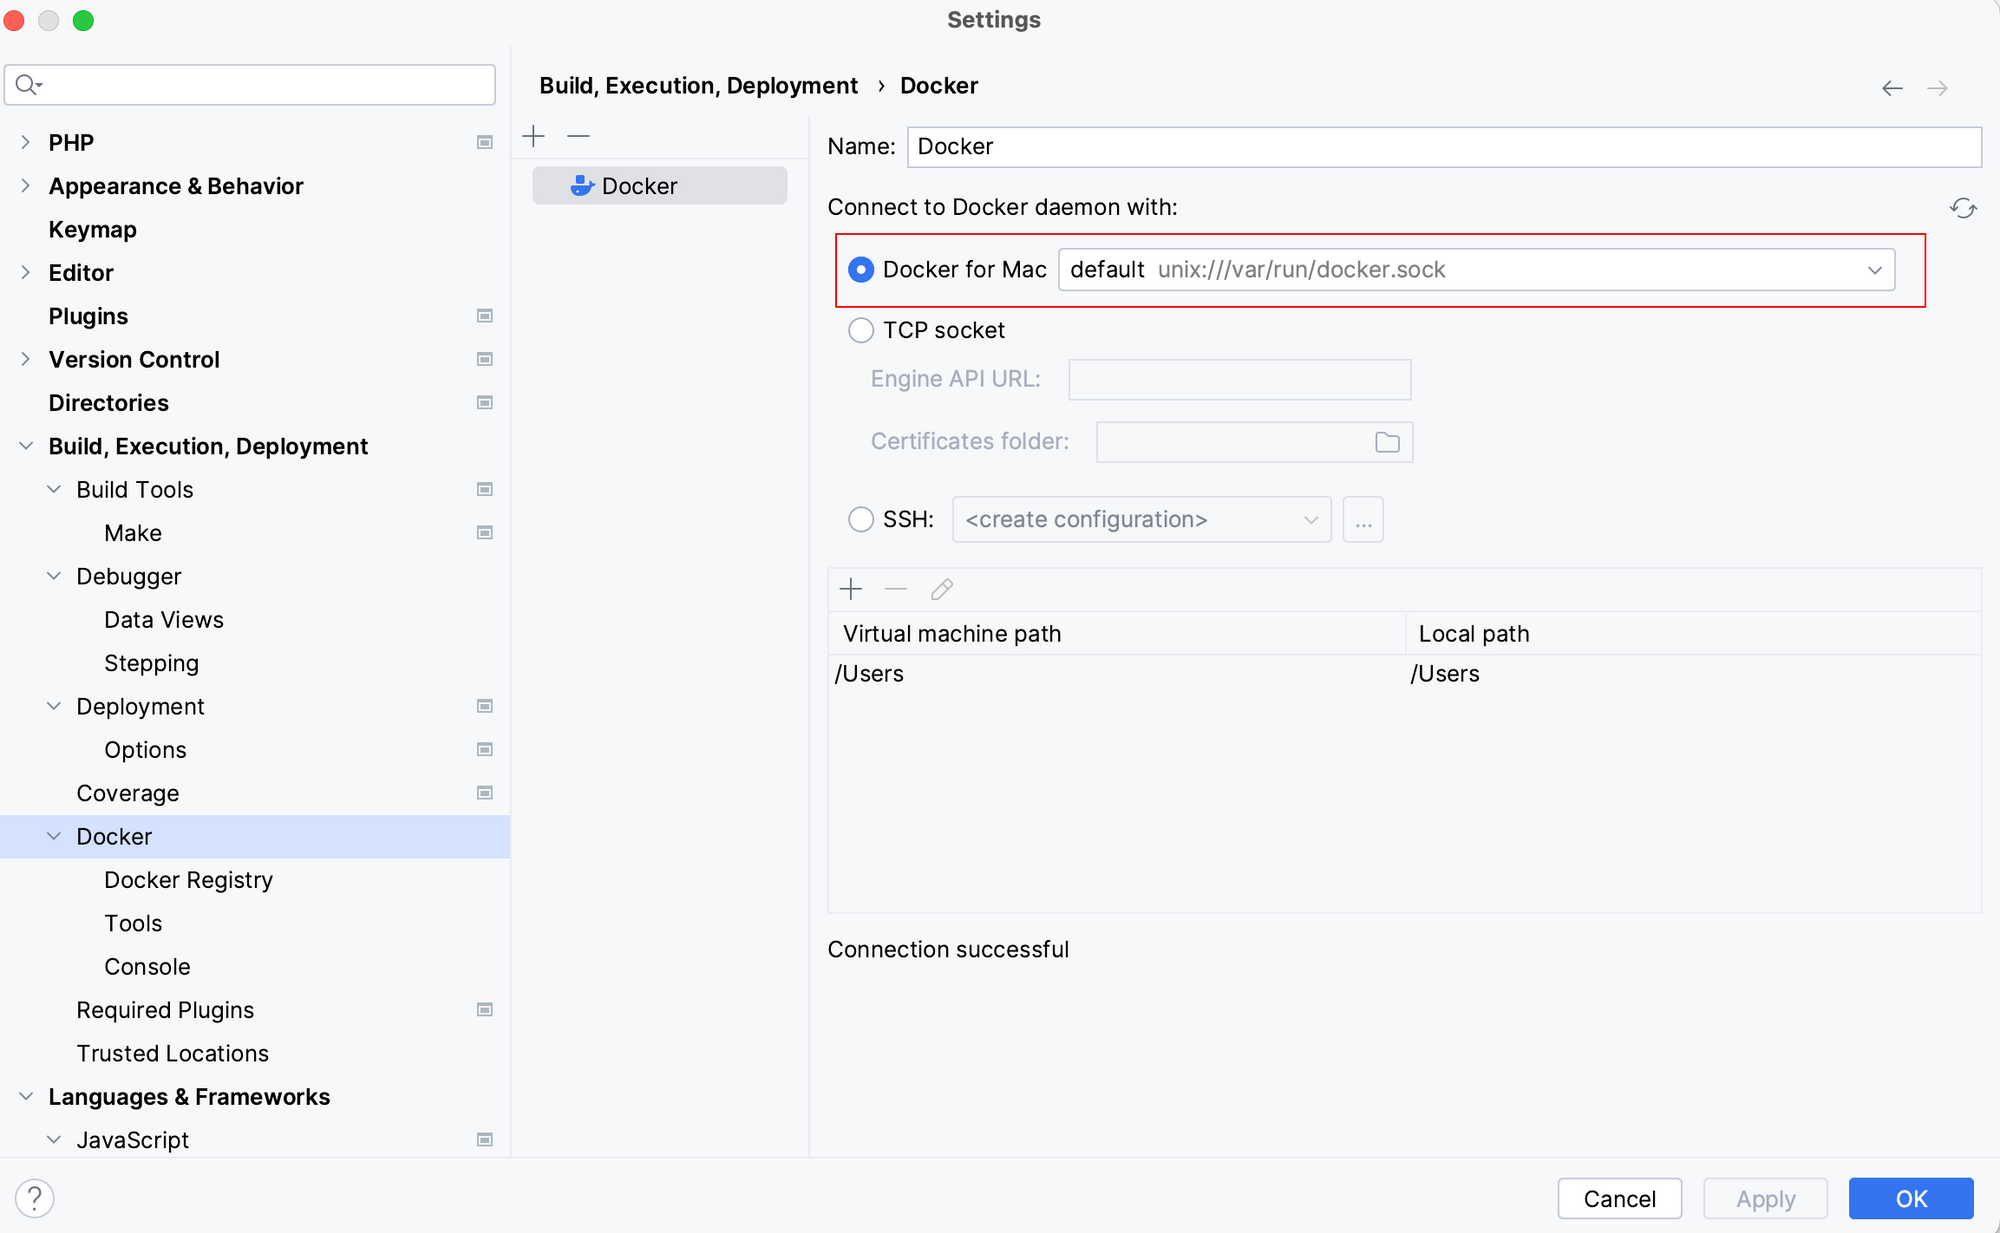 Settings
PHP
Appearance & Behavior
Keymap
Editor
Plugins
Version Control
Directories
Build, Execution, Deployment
Build Tools
Make
Debugger
Data Views
Stepping
Deployment
Options
Coverage
Docker
Docker Registry
Tools
Console
Required Plugins
Trusted Locations
Languages & Frameworks
JavaScript
Build, Execution, Deployment › Docker
Docker
Name: Docker
Connect to Docker daemon with:
Docker for Mac default unix:///var/run/docker.sock
TCP socket
Engine API URL:
Certificates folder:
SSH: <create configuration> ...
Virtual machine path Local path
/Users /Users
Connection successful
? Cancel Apply OK